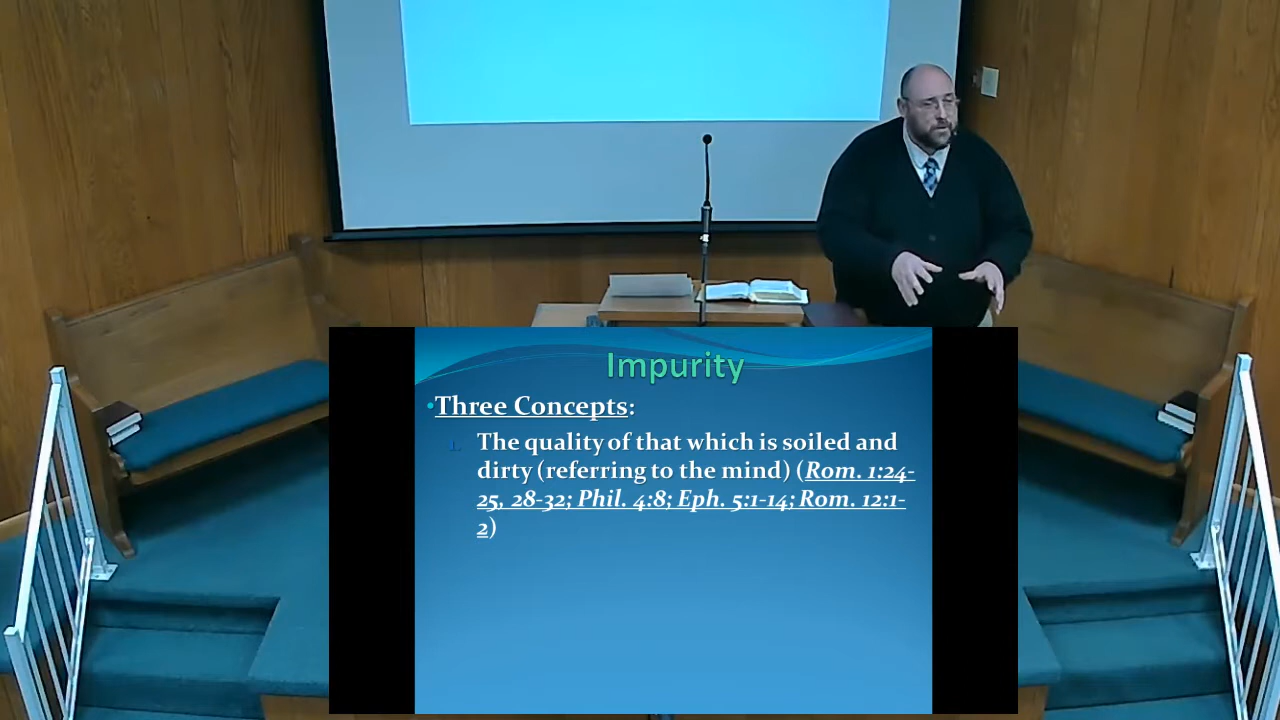 Impurity
•Three Concepts:
1. The quality of that which is soiled and
dirty (referring to the mind) (Rom. 1:24-
25, 28-32; Phil. 4:8; Eph. 5:1-14; Rom. 12:1-
2)